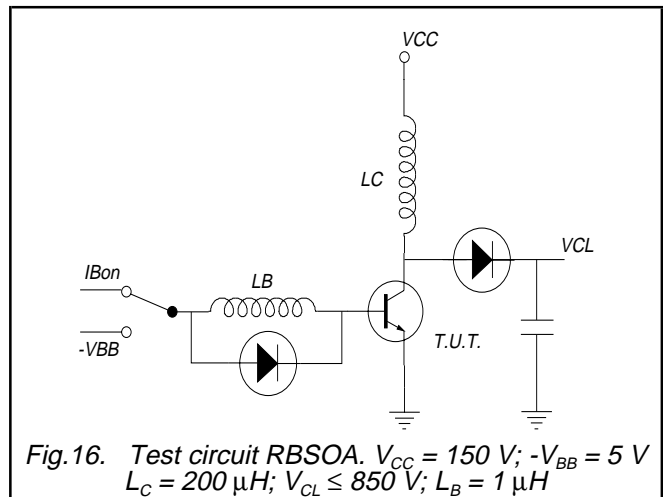 VCC
LC
VCL
IBon
LB
-VBB
T.U.T.
Fig.16. Test circuit RBSOA. VCC = 150 V; -VBB = 5 V
LC = 200 μH; VCL ≤ 850 V; LB = 1 μH